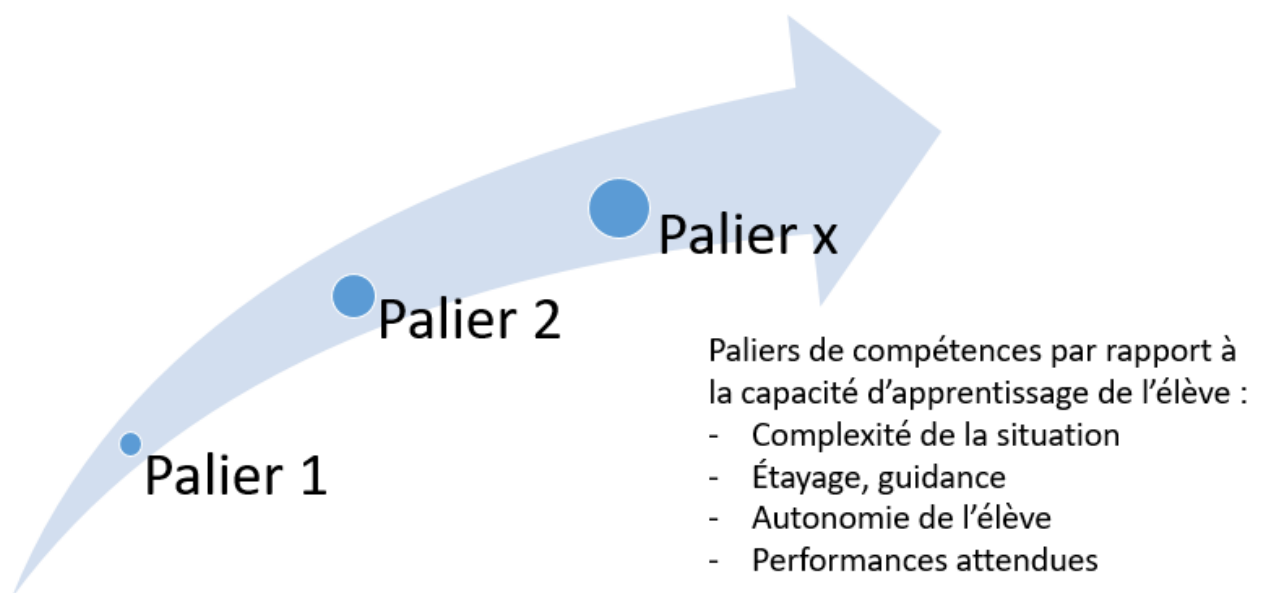 Palier x
Palier 2
Palier 1
Paliers de compétences par rapport à
la capacité d’apprentissage de l’élève :
- Complexité de la situation
- Étayage, guidance
- Autonomie de l’élève
- Performances attendues